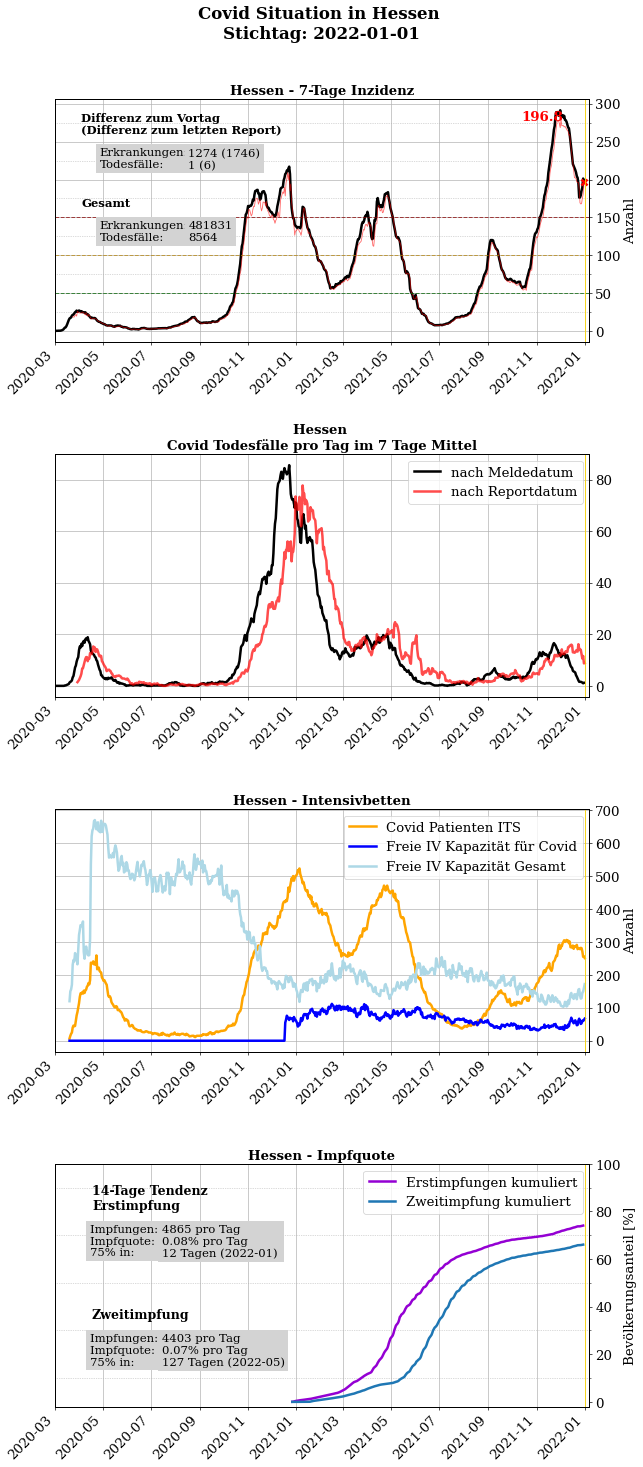 Covid Situation in Hessen
Stichtag: 2022-01-01
Hessen - 7-Tage Inzidenz
Differenz zum Vortag
(Differenz zum letzten Report)
Erkrankungen 1274 (1746)
Todesfälle: 1 (6)
Gesamt
Erkrankungen 481831
Todesfälle: 8564
300
250
200
150
100
50
0
Anzahl
2020-03 2020-05 2020-07 2020-09 2020-11 2021-01 2021-03 2021-05 2021-07 2021-09 2021-11 2022-01
Hessen
Covid Todesfälle pro Tag im 7 Tage Mittel
nach Meldedatum
nach Reportdatum
80
60
40
20
0
2020-03 2020-05 2020-07 2020-09 2020-11 2021-01 2021-03 2021-05 2021-07 2021-09 2021-11 2022-01
Hessen - Intensivbetten
Covid Patienten ITS
Freie IV Kapazität für Covid
Freie IV Kapazität Gesamt
700
600
500
400
300
200
100
0
Anzahl
2020-03 2020-05 2020-07 2020-09 2020-11 2021-01 2021-03 2021-05 2021-07 2021-09 2021-11 2022-01
Hessen - Impfquote
14-Tage Tendenz
Erstimpfung
Impfungen: 4865 pro Tag
Impfquote: 0.08% pro Tag
75% in: 12 Tagen (2022-01)
Zweitimpfung
Impfungen: 4403 pro Tag
Impfquote: 0.07% pro Tag
75% in: 127 Tagen (2022-05)
Erstimpfungen kumuliert
Zweitimpfung kumuliert
100
80
60
40
20
0
Bevölkerungsanteil [%]
2020-03 2020-05 2020-07 2020-09 2020-11 2021-01 2021-03 2021-05 2021-07 2021-09 2021-11 2022-01